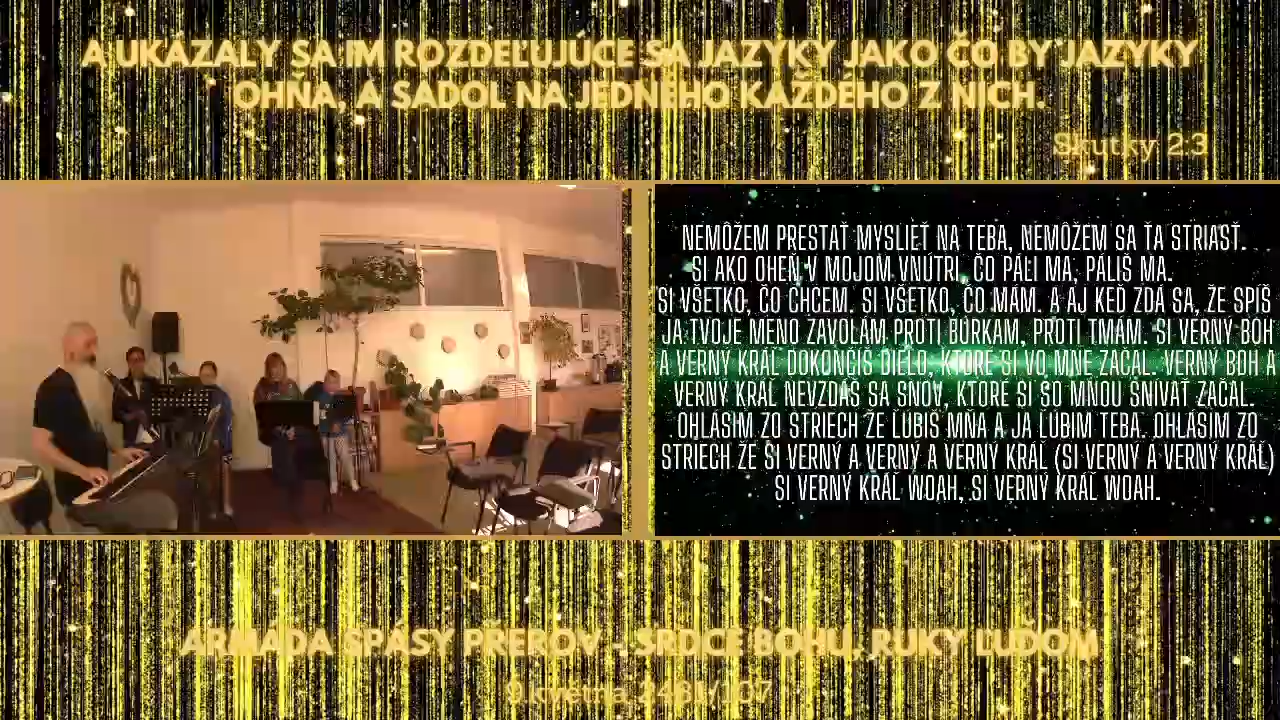 A UKÁZALY SA IM ROZDEĽUJÚCE SA JAZYKY JAKO ČO BY JAZYKY
OHŇA, A SADOL NA JEDNÉHO KAŽDÉHO Z NICH.
Skutky 2:3
NEMÔŽEM PRESTAŤ MYSLIEŤ NA TEBA, NEMÔŽEM SA ŤA STRIASŤ.
SI AKO OHEŇ V MOJOM VNÚTRI, ČO PÁLI MA, PÁLIŠ MA.
SI VŠETKO, ČO CHCEM. SI VŠETKO, ČO MÁM. A AJ KEĎ ZDÁ SA, ŽE SPÍŠ
JA TVOJE MENO ZAVOLÁM PROTI BÚRKAM, PROTI TMÁM. SI VERNÝ BOH
A VERNÝ KRÁĽ DOKONČÍŠ DIELO, KTORÉ SI VO MNE ZAČAL. VERNÝ BOH A
VERNÝ KRÁĽ NEVZDÁŠ SA SNOV, KTORÉ SI SO MNOU SNÍVAŤ ZAČAL.
OHLÁSIM ZO STRIECH ŽE ĽÚBIŠ MŇA A JA ĽÚBIM TEBA. OHLÁSIM ZO
STRIECH ŽE SI VERNÝ A VERNÝ A VERNÝ KRÁĽ (SI VERNÝ A VERNÝ KRÁĽ)
SI VERNÝ KRÁĽ WOAH, SI VERNÝ KRÁĽ WOAH.
ARMÁDA SPÁSY PŘEROV - SRDCE BOHU, RUKY ĽUĎOM
9.května